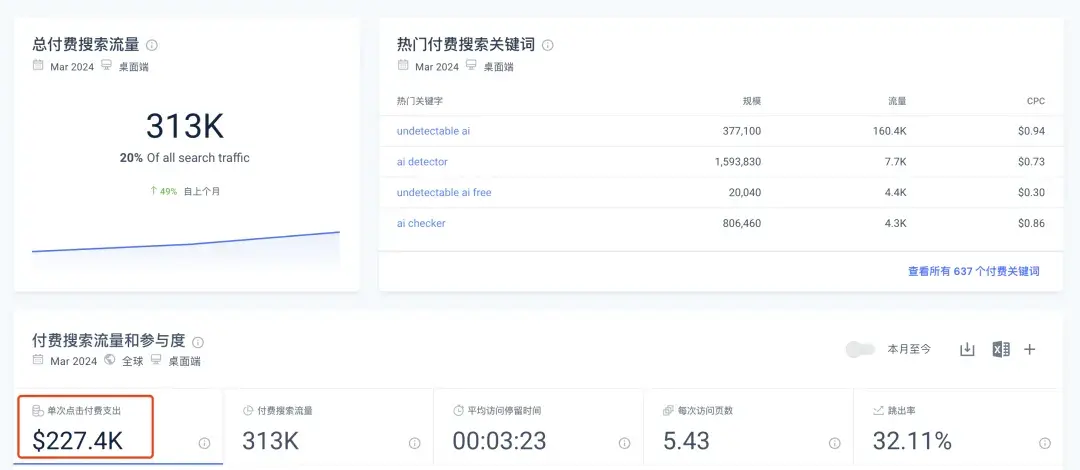 总付费搜索流量
Mar 2024 桌面端
313K
20% Of all search traffic
↑ 49% 自上个月
热门付费搜索关键词
Mar 2024 桌面端
热门关键字 规模 流量 CPC
undetectable ai 377,100 160.4K $0.94
ai detector 1,593,830 7.7K $0.73
undetectable ai free 20,040 4.4K $0.30
ai checker 806,460 4.3K $0.86
查看所有 637 个付费关键词
付费搜索流量和参与度
Mar 2024 全球 桌面端
本月至今
单次点击付费支出 付费搜索流量 平均访问停留时间 每次访问页数 跳出率
$227.4K 313K 00:03:23 5.43 32.11%